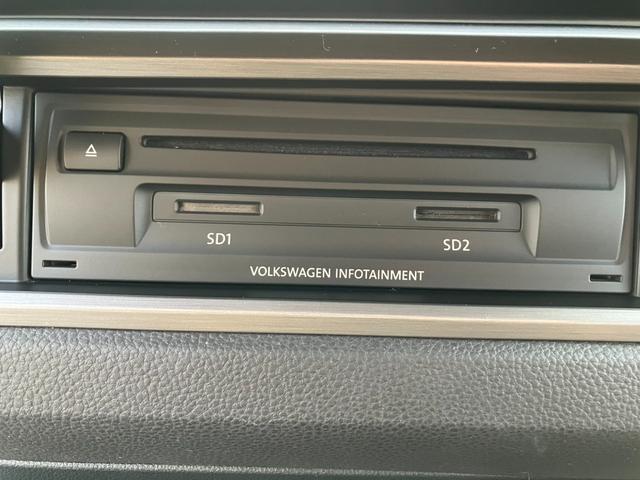 SD1 SD2
VOLKSWAGEN INFOTAINMENT